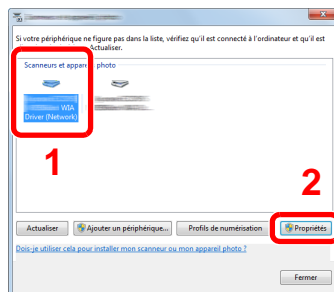 Si votre périphérique ne figure pas dans la liste, vérifiez qu'il est connecté à l'ordinateur et qu'il est
Actualiser.
Scanneurs et appareils photo
WIA
Driver (Network)
1
2
Actualiser
Ajouter un périphérique...
Profils de numérisation
Propriétés
Dois-je utiliser cela pour installer mon scanneur ou mon appareil photo ?
Fermer